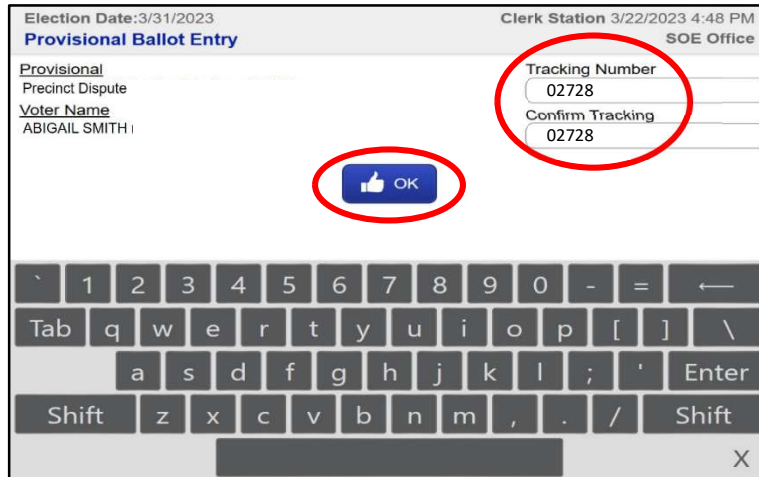 Election Date:3/31/2023
Clerk Station 3/22/2023 4:48 PM
Provisional Ballot Entry
SOE Office
Provisional
Precinct Dispute
Voter Name
ABIGAIL SMITH
Tracking Number
02728
Confirm Tracking
02728
OK
` 1 2 3 4 5 6 7 8 9 0 - = ←
Tab q w e r t y u i o p [ ] \
a s d f g h j k l ; ' Enter
Shift z x c v b n m , . / Shift
X